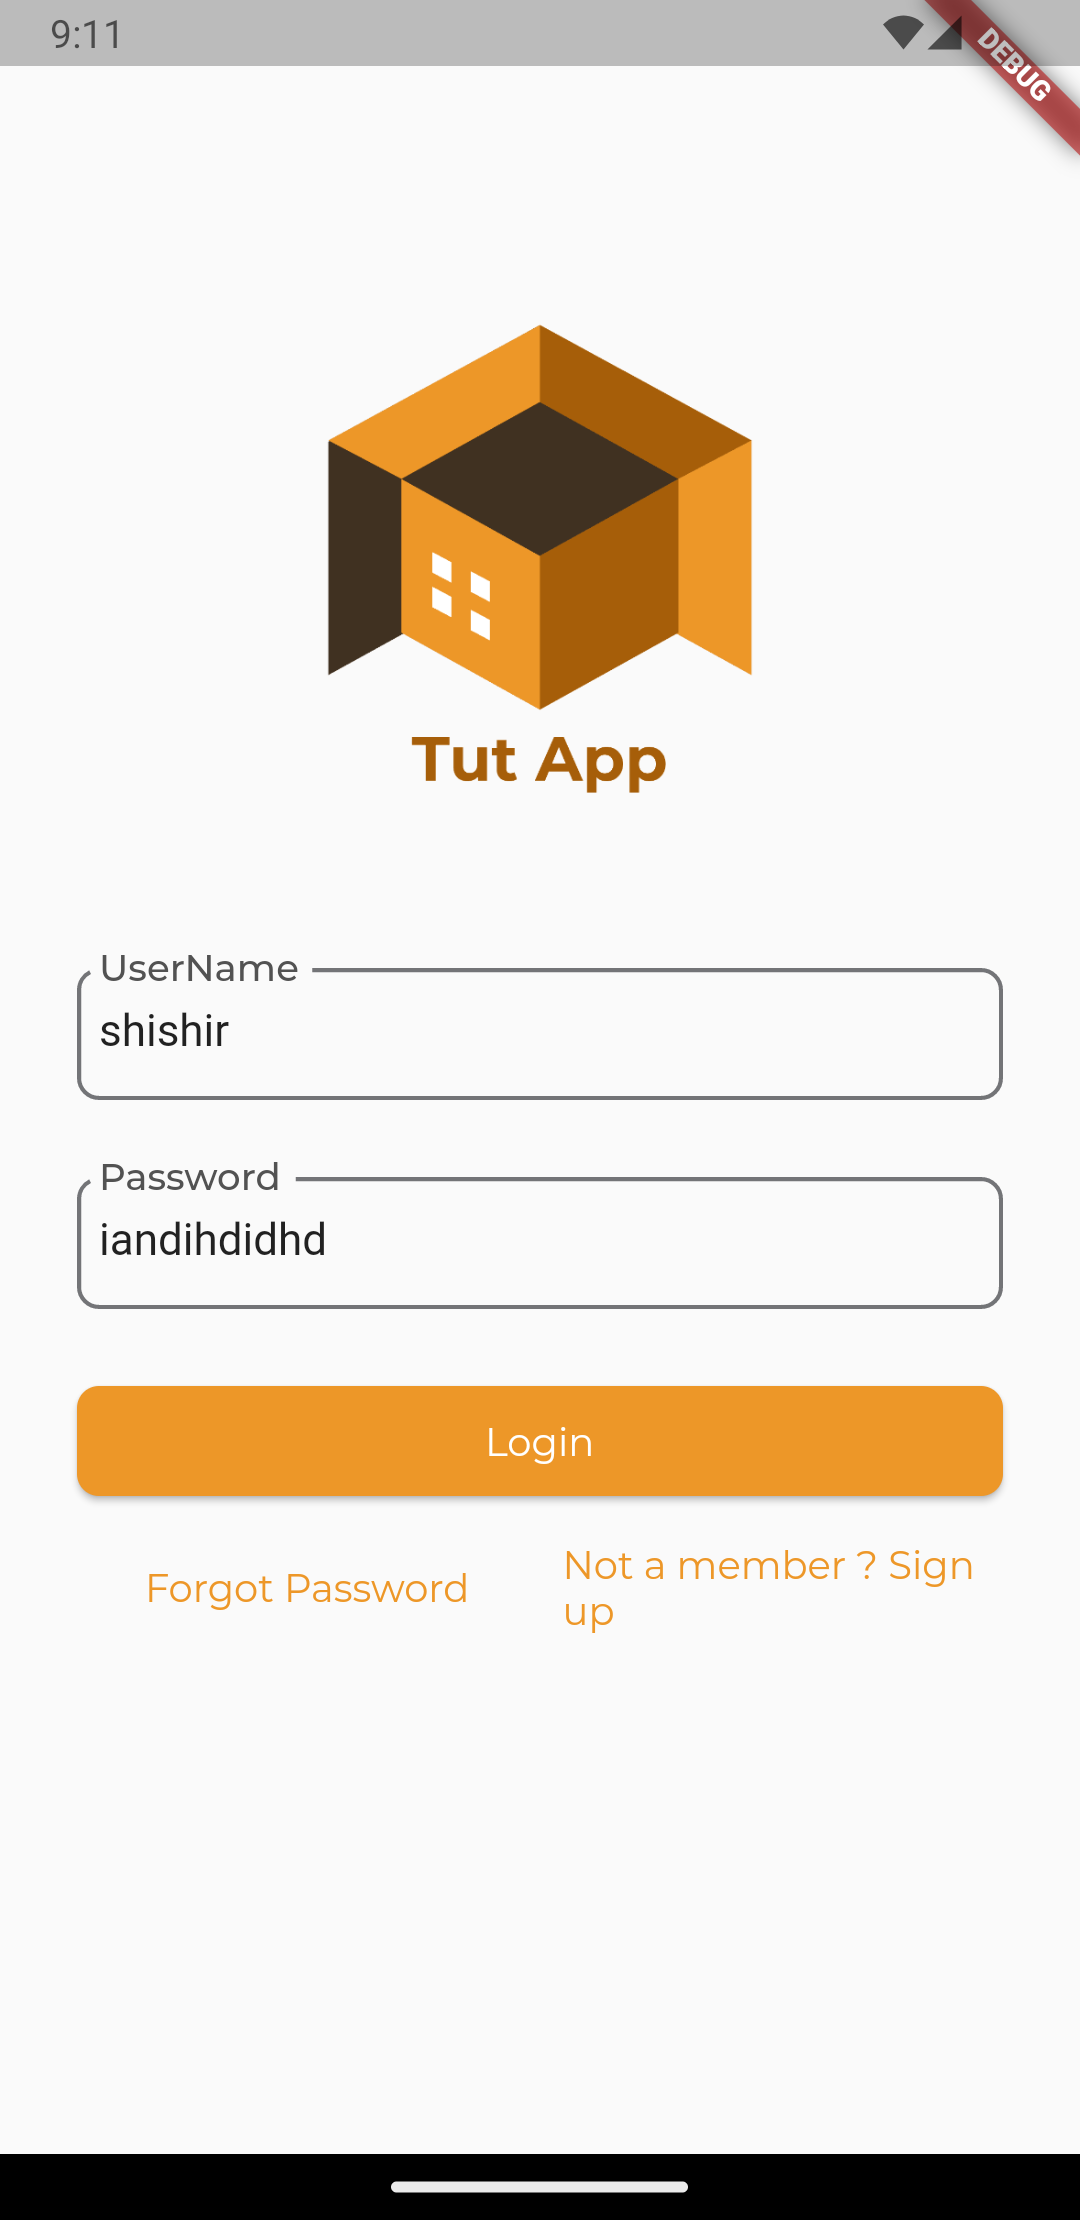 9:11
DEBUG
Tut App
UserName
shishir
Password
iandihdidhd
Login
Forgot Password
Not a member ? Sign
up